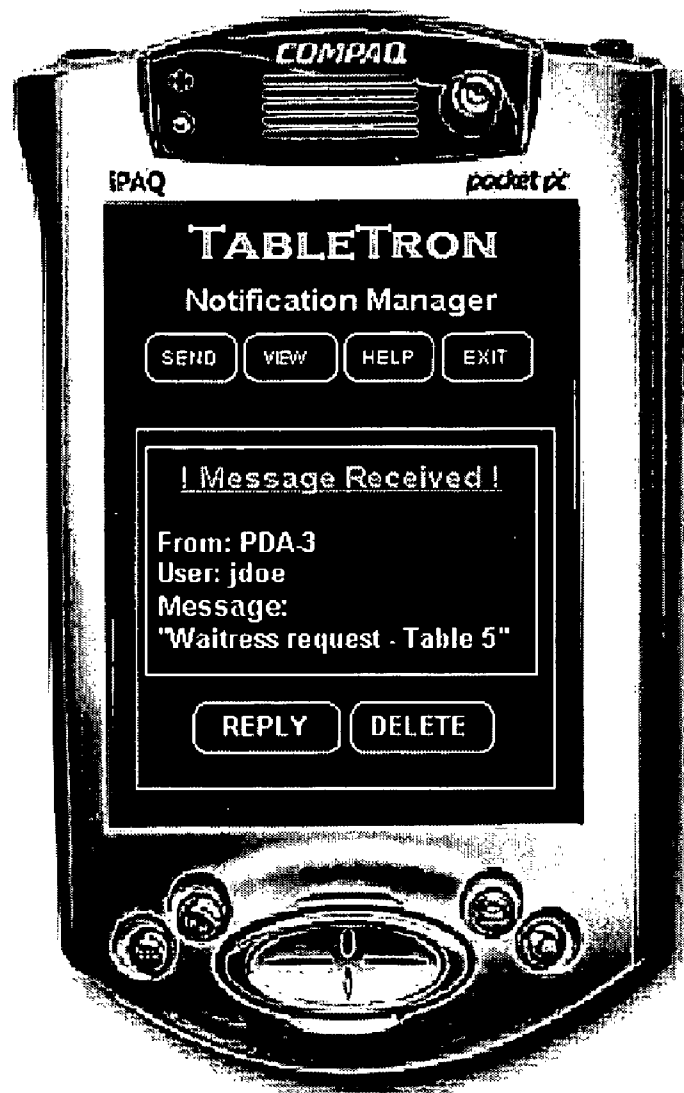 COMPAQ
iPAQ pocket pc
TABLETRON
Notification Manager
SEND VIEW HELP EXIT
! Message Received !
From: PDA-3
User: jdoe
Message:
"Waitress request - Table 5"
REPLY DELETE